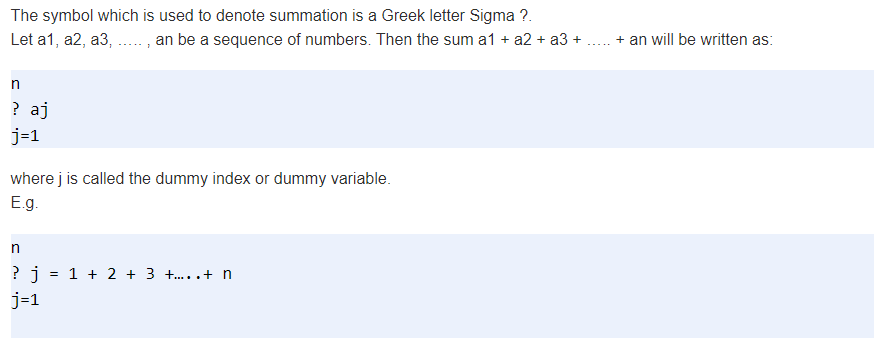 The symbol which is used to denote summation is a Greek letter Sigma ?.
Let a1, a2, a3, ….. , an be a sequence of numbers. Then the sum a1 + a2 + a3 + ….. + an will be written as:
n
? aj
j=1
where j is called the dummy index or dummy variable.
E.g.
n
? j = 1 + 2 + 3 +…..+ n
j=1